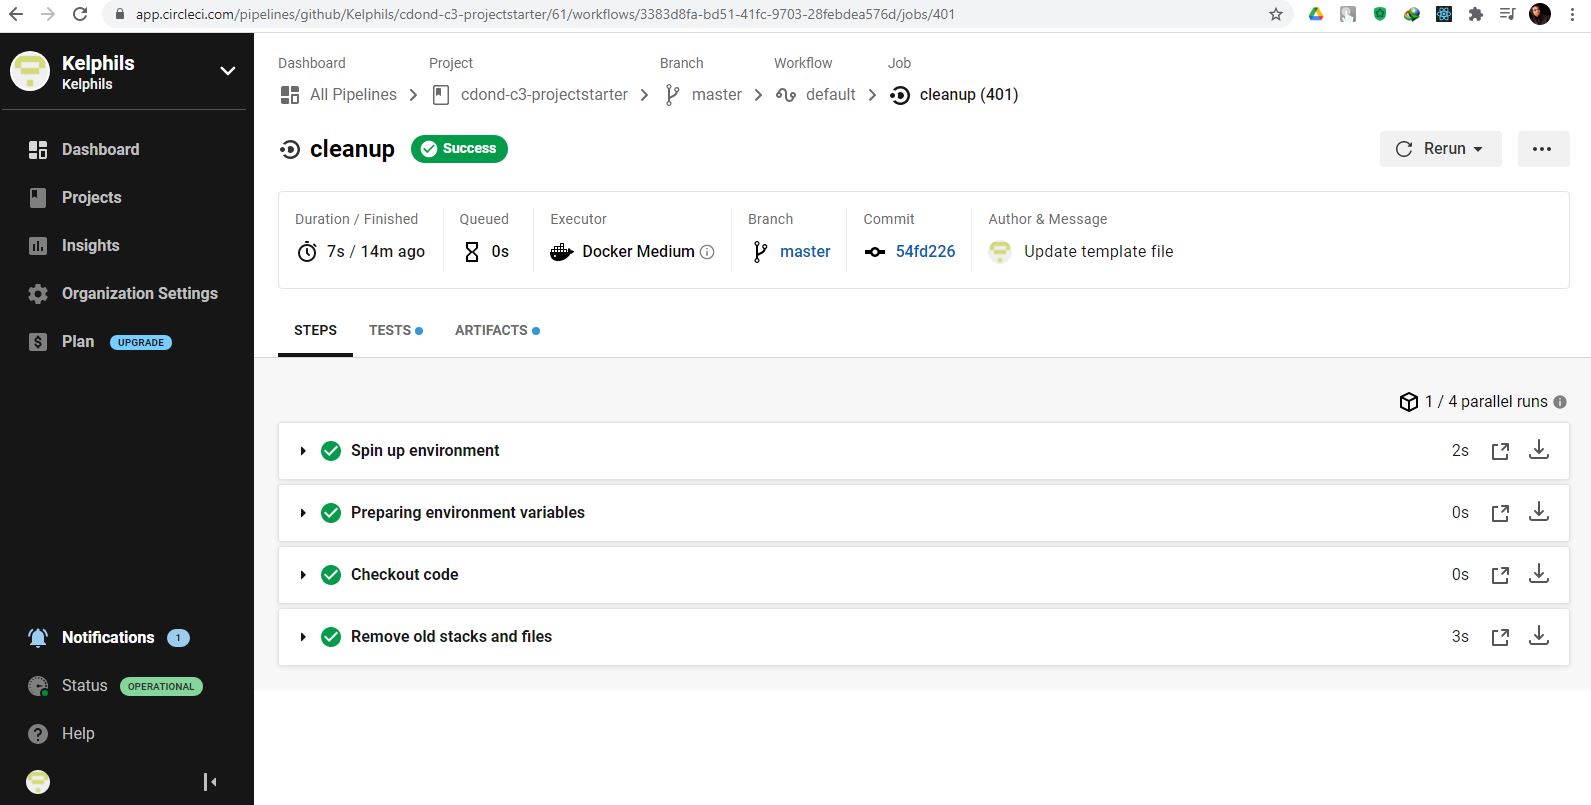 app.circleci.com/pipelines/github/Kelphils/cdond-c3-projectstarter/61/workflows/3383d8fa-bd51-41fc-9703-28febdea576d/jobs/401
Kelphils
Kelphils
Dashboard
Projects
Insights
Organization Settings
Plan UPGRADE
Notifications 1
Status OPERATIONAL
Help
Dashboard Project Branch Workflow Job
All Pipelines cdond-c3-projectstarter master default cleanup (401)
cleanup Success Rerun
Duration / Finished Queued Executor Branch Commit Author & Message
7s / 14m ago 0s Docker Medium master 54fd226 Update template file
STEPS TESTS ARTIFACTS
1 / 4 parallel runs
Spin up environment 2s
Preparing environment variables 0s
Checkout code 0s
Remove old stacks and files 3s